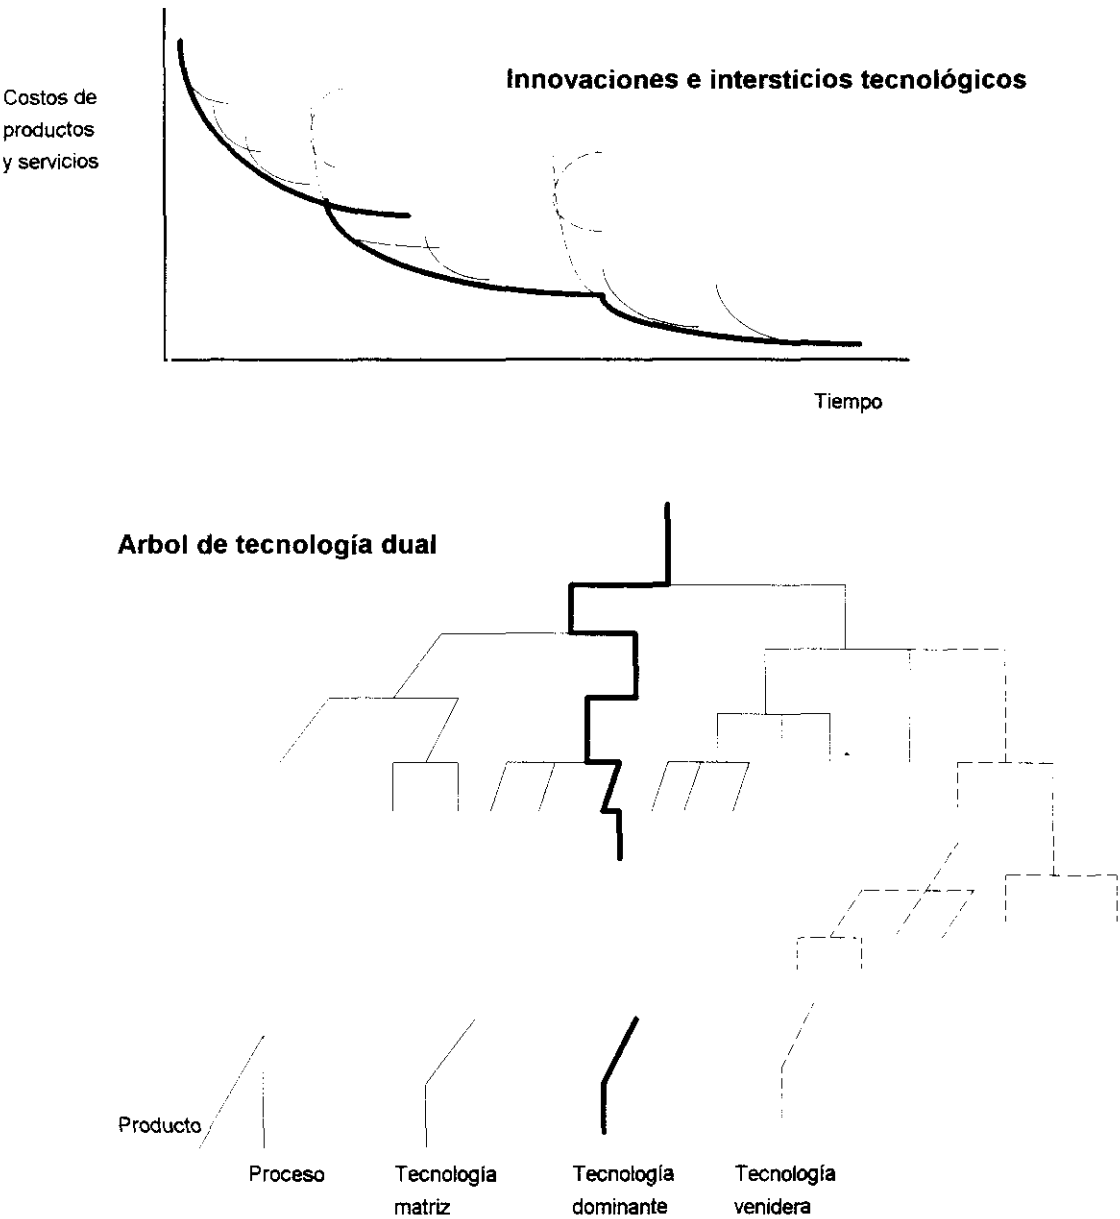 Innovaciones e intersticios tecnológicos
Costos de
productos
y servicios
Tiempo
Arbol de tecnología dual
Producto
Proceso
Tecnología
matriz
Tecnología
dominante
Tecnología
venidera